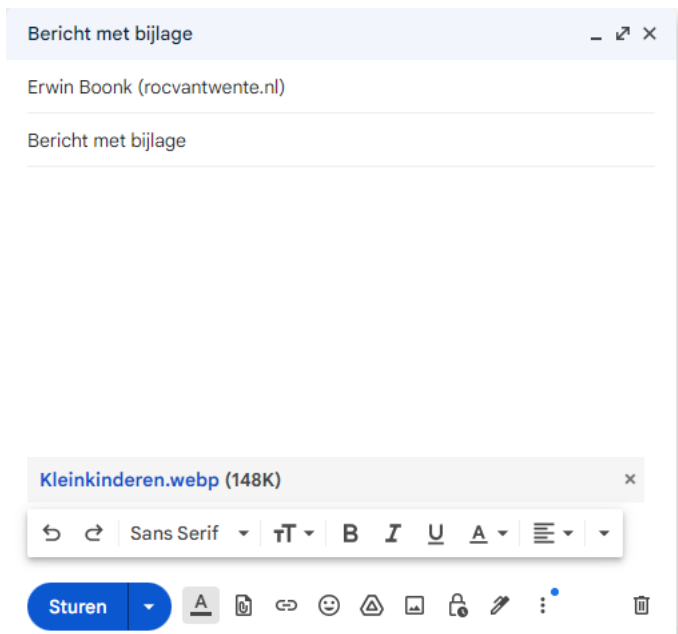 Bericht met bijlage
Erwin Boonk (rocvantwente.nl)
Bericht met bijlage
Kleinkinderen.webp (148K)
Sans Serif
Sturen